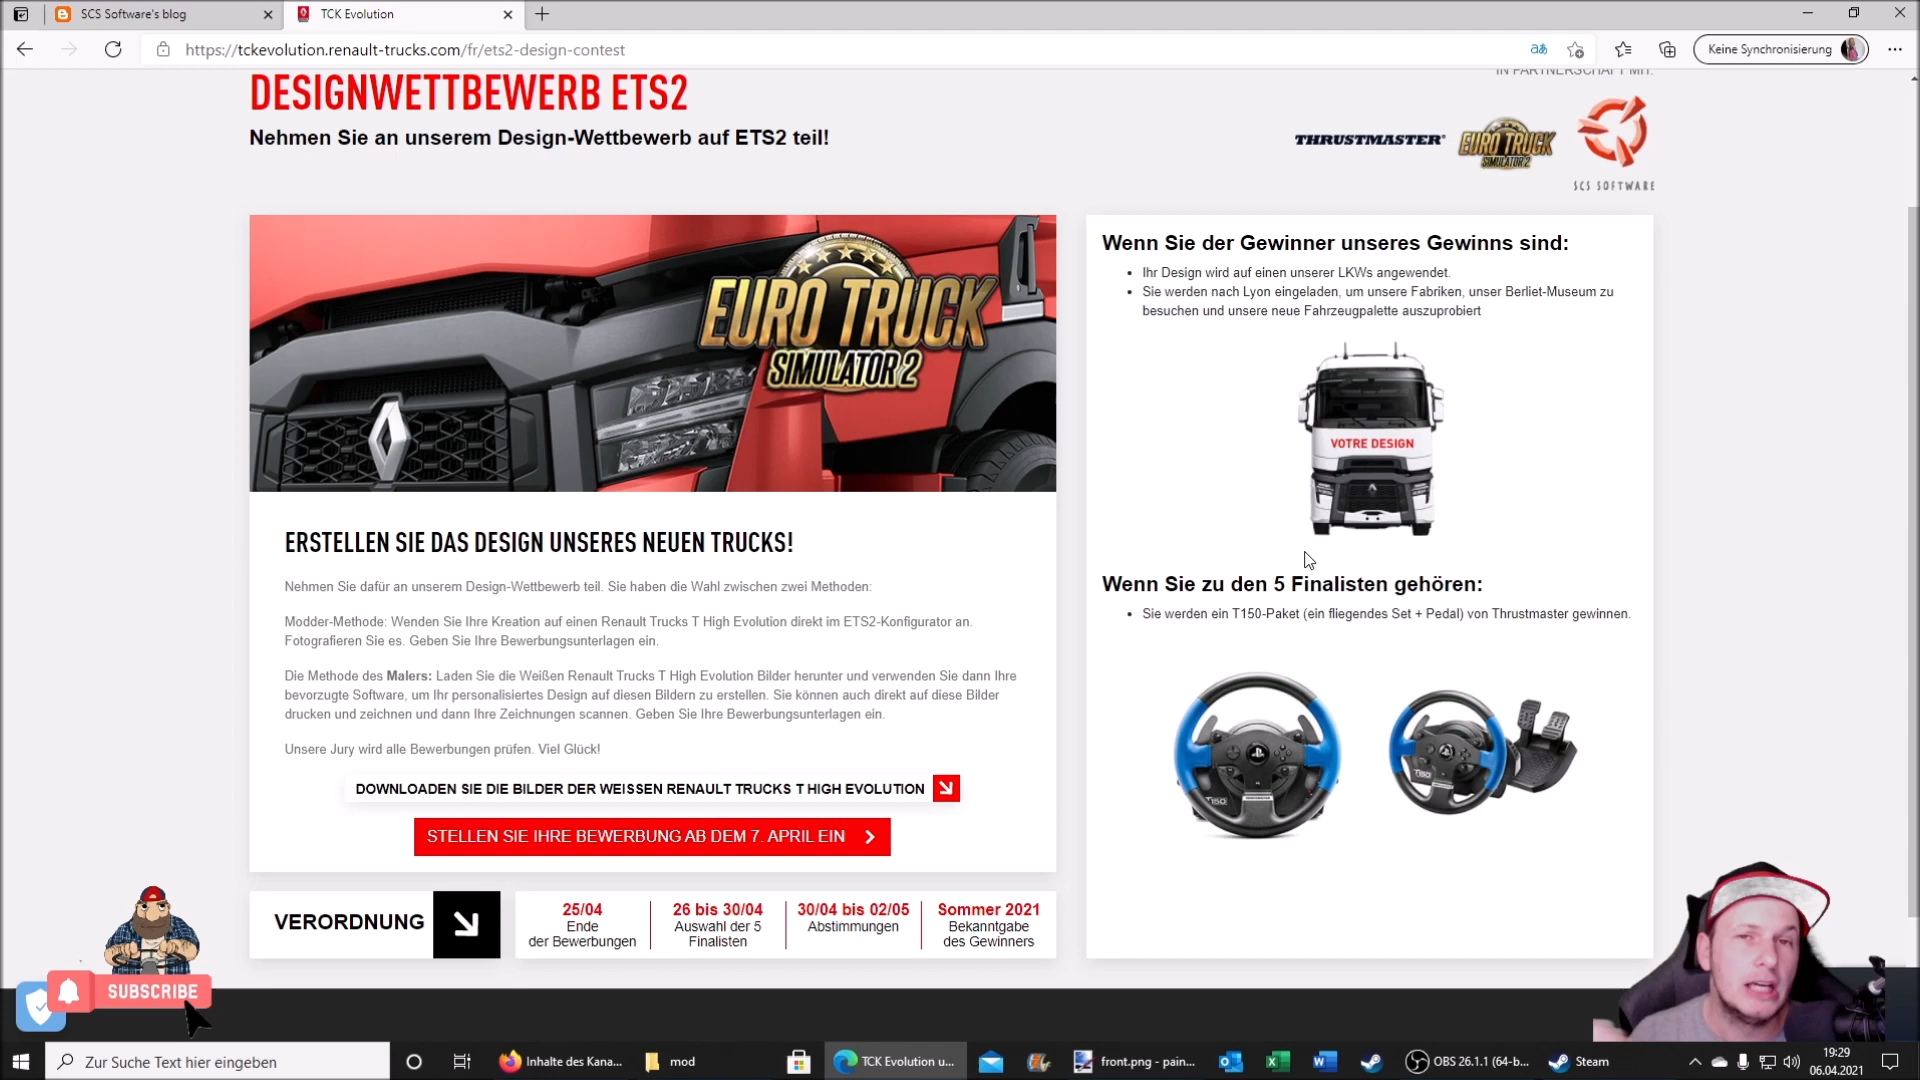 SCS Software's blog
TCK Evolution
https://tckevolution.renault-trucks.com/fr/ets2-design-contest
Keine Synchronisierung
DESIGNWETTBEWERB ETS2
Nehmen Sie an unserem Design-Wettbewerb auf ETS2 teil!
IN PARTNERSCHAFT MIT:
THRUSTMASTER
EURO TRUCK
SIMULATOR 2
SCS SOFTWARE
EURO TRUCK
SIMULATOR 2
ERSTELLEN SIE DAS DESIGN UNSERES NEUEN TRUCKS!
Nehmen Sie dafür an unserem Design-Wettbewerb teil. Sie haben die Wahl zwischen zwei Methoden:
Modder-Methode: Wenden Sie Ihre Kreation auf einen Renault Trucks T High Evolution direkt im ETS2-Konfigurator an.
Fotografieren Sie es. Geben Sie Ihre Bewerbungsunterlagen ein.
Die Methode des Malers: Laden Sie die Weißen Renault Trucks T High Evolution Bilder herunter und verwenden Sie dann Ihre
bevorzugte Software, um Ihr personalisiertes Design auf diesen Bildern zu erstellen. Sie können auch direkt auf diese Bilder
drucken und zeichnen und dann Ihre Zeichnungen scannen. Geben Sie Ihre Bewerbungsunterlagen ein.
Unsere Jury wird alle Bewerbungen prüfen. Viel Glück!
DOWNLOADEN SIE DIE BILDER DER WEISSEN RENAULT TRUCKS T HIGH EVOLUTION
STELLEN SIE IHRE BEWERBUNG AB DEM 7. APRIL EIN
VERORDNUNG
25/04
Ende
der Bewerbungen
26 bis 30/04
Auswahl der 5
Finalisten
30/04 bis 02/05
Abstimmungen
Sommer 2021
Bekanntgabe
des Gewinners
Wenn Sie der Gewinner unseres Gewinns sind:
Ihr Design wird auf einen unserer LKWs angewendet.
Sie werden nach Lyon eingeladen, um unsere Fabriken, unser Berliet-Museum zu
besuchen und unsere neue Fahrzeugpalette auszuprobiert
VOTRE DESIGN
Wenn Sie zu den 5 Finalisten gehören:
Sie werden ein T150-Paket (ein fliegendes Set + Pedal) von Thrustmaster gewinnen.
T150
T150
SUBSCRIBE
Zur Suche Text hier eingeben
Inhalte des Kana...
mod
TCK Evolution u...
front.png - pain...
OBS 26.1.1 (64-b...
Steam
19:29
06.04.2021